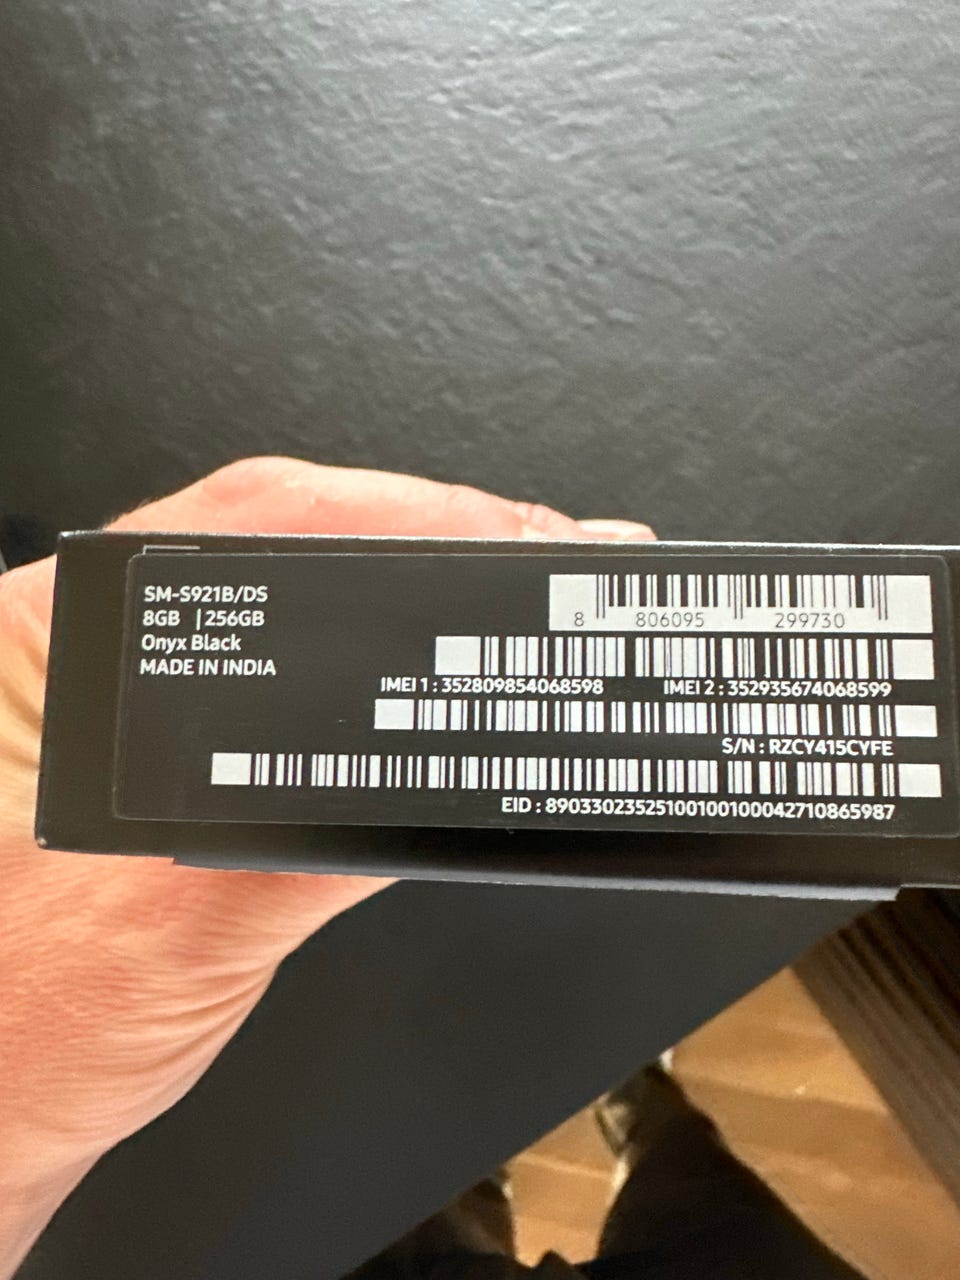 SM-S921B/DS
8GB | 256GB
Onyx Black
MADE IN INDIA
8 806095 299730
IMEI 1 : 352809854068598 IMEI 2 : 352935674068599
S/N : RZCY415CYFE
EID : 89033023525100100100042710865987